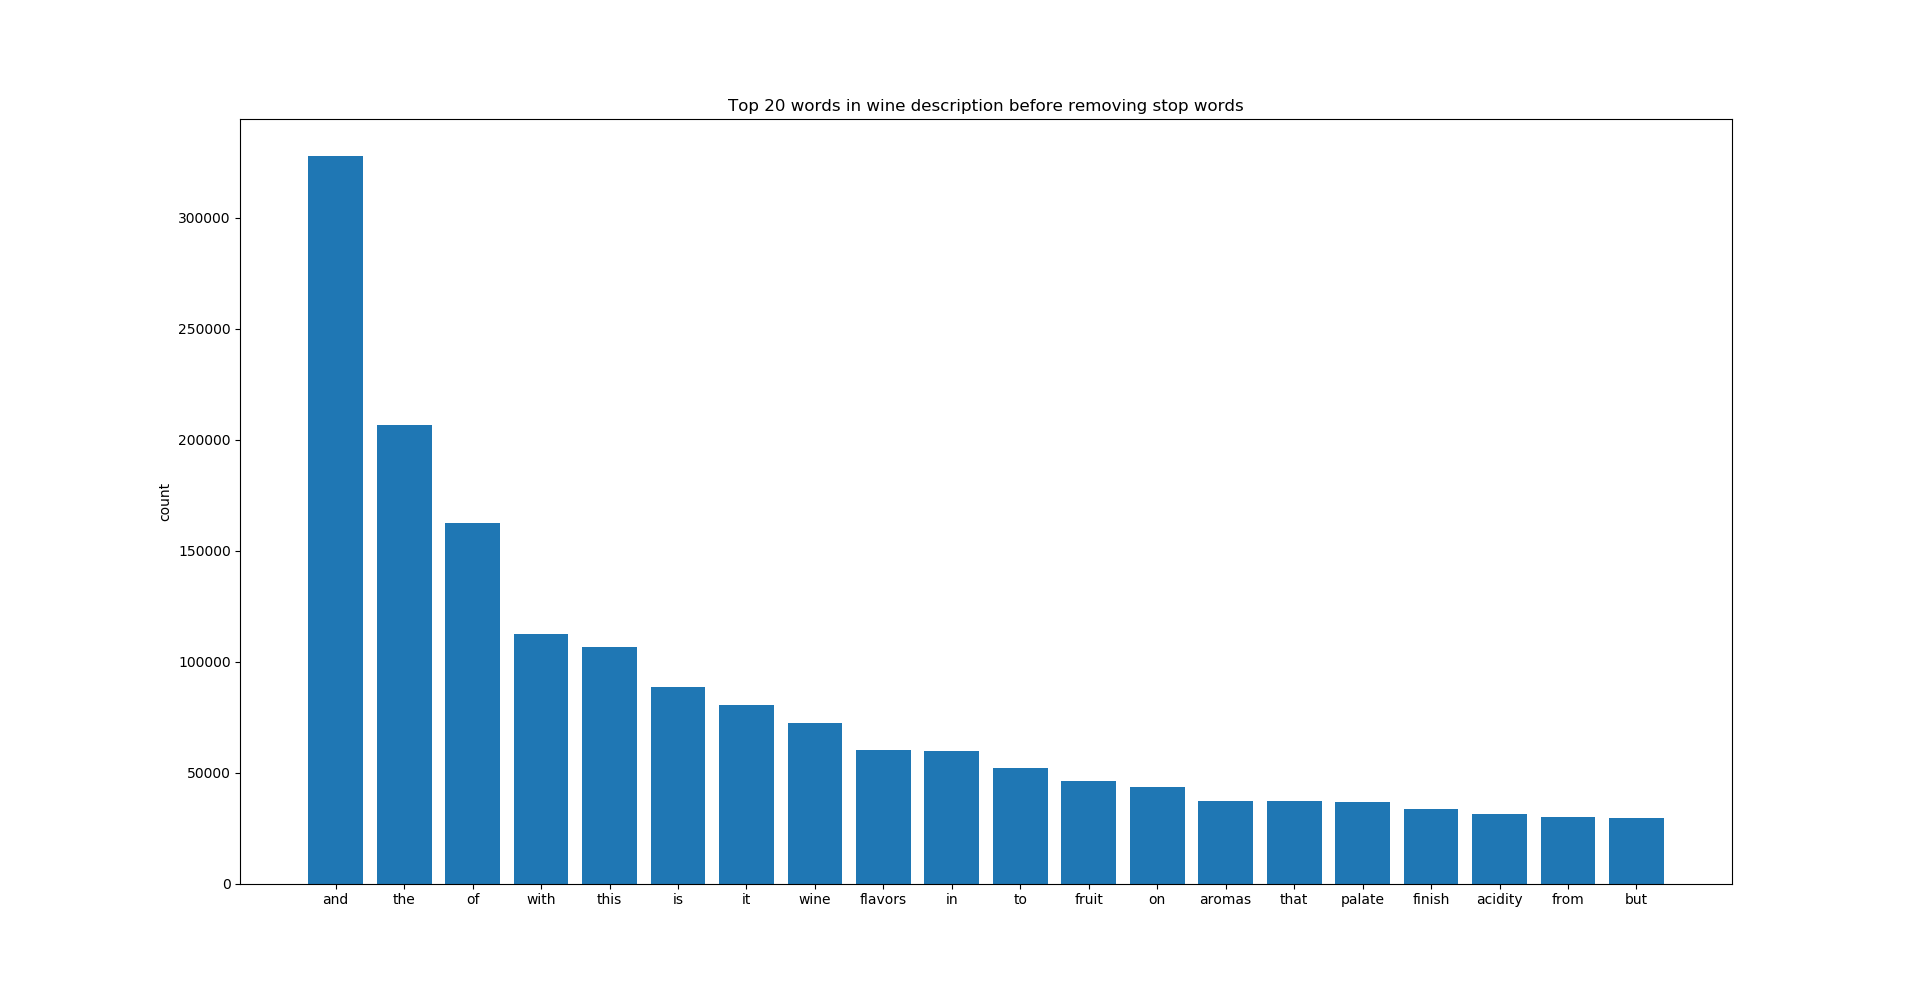 Top 20 words in wine description before removing stop words
count
300000
250000
200000
150000
100000
50000
0
and the of with this is it wine flavors in to fruit on aromas that palate finish acidity from but